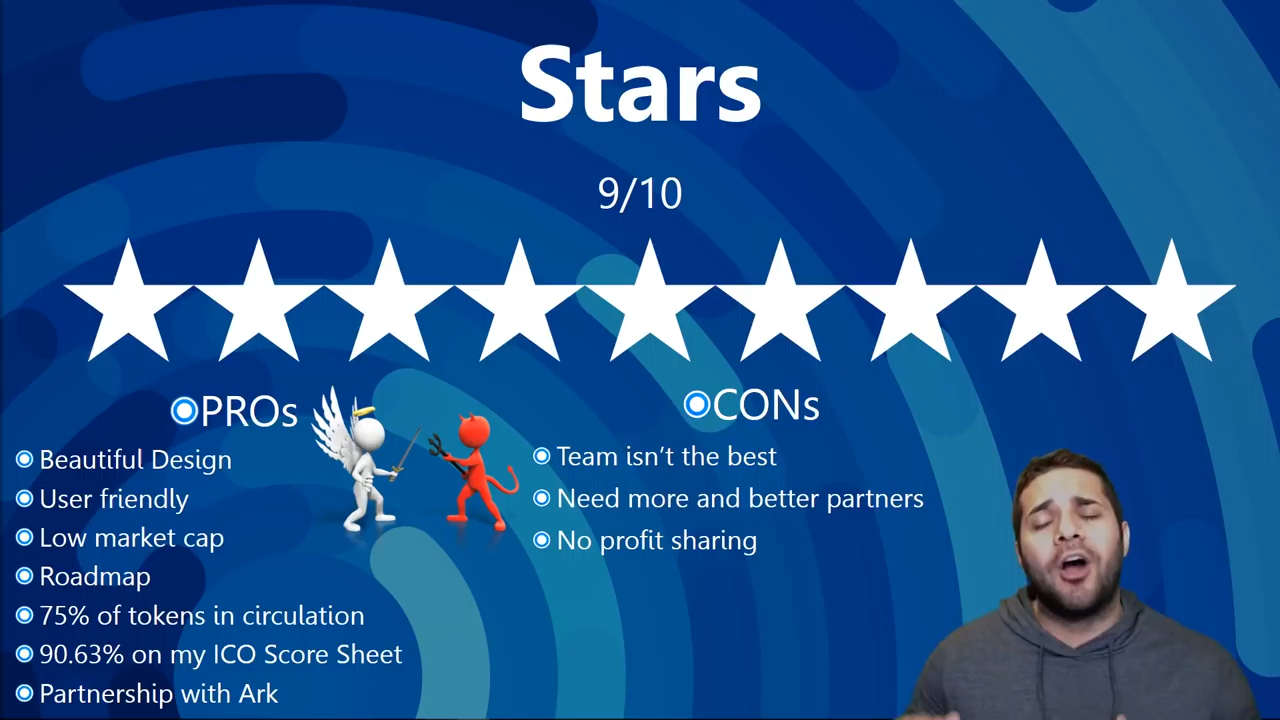 Stars
9/10
PROs
Beautiful Design
User friendly
Low market cap
Roadmap
75% of tokens in circulation
90.63% on my ICO Score Sheet
Partnership with Ark
CONs
Team isn’t the best
Need more and better partners
No profit sharing